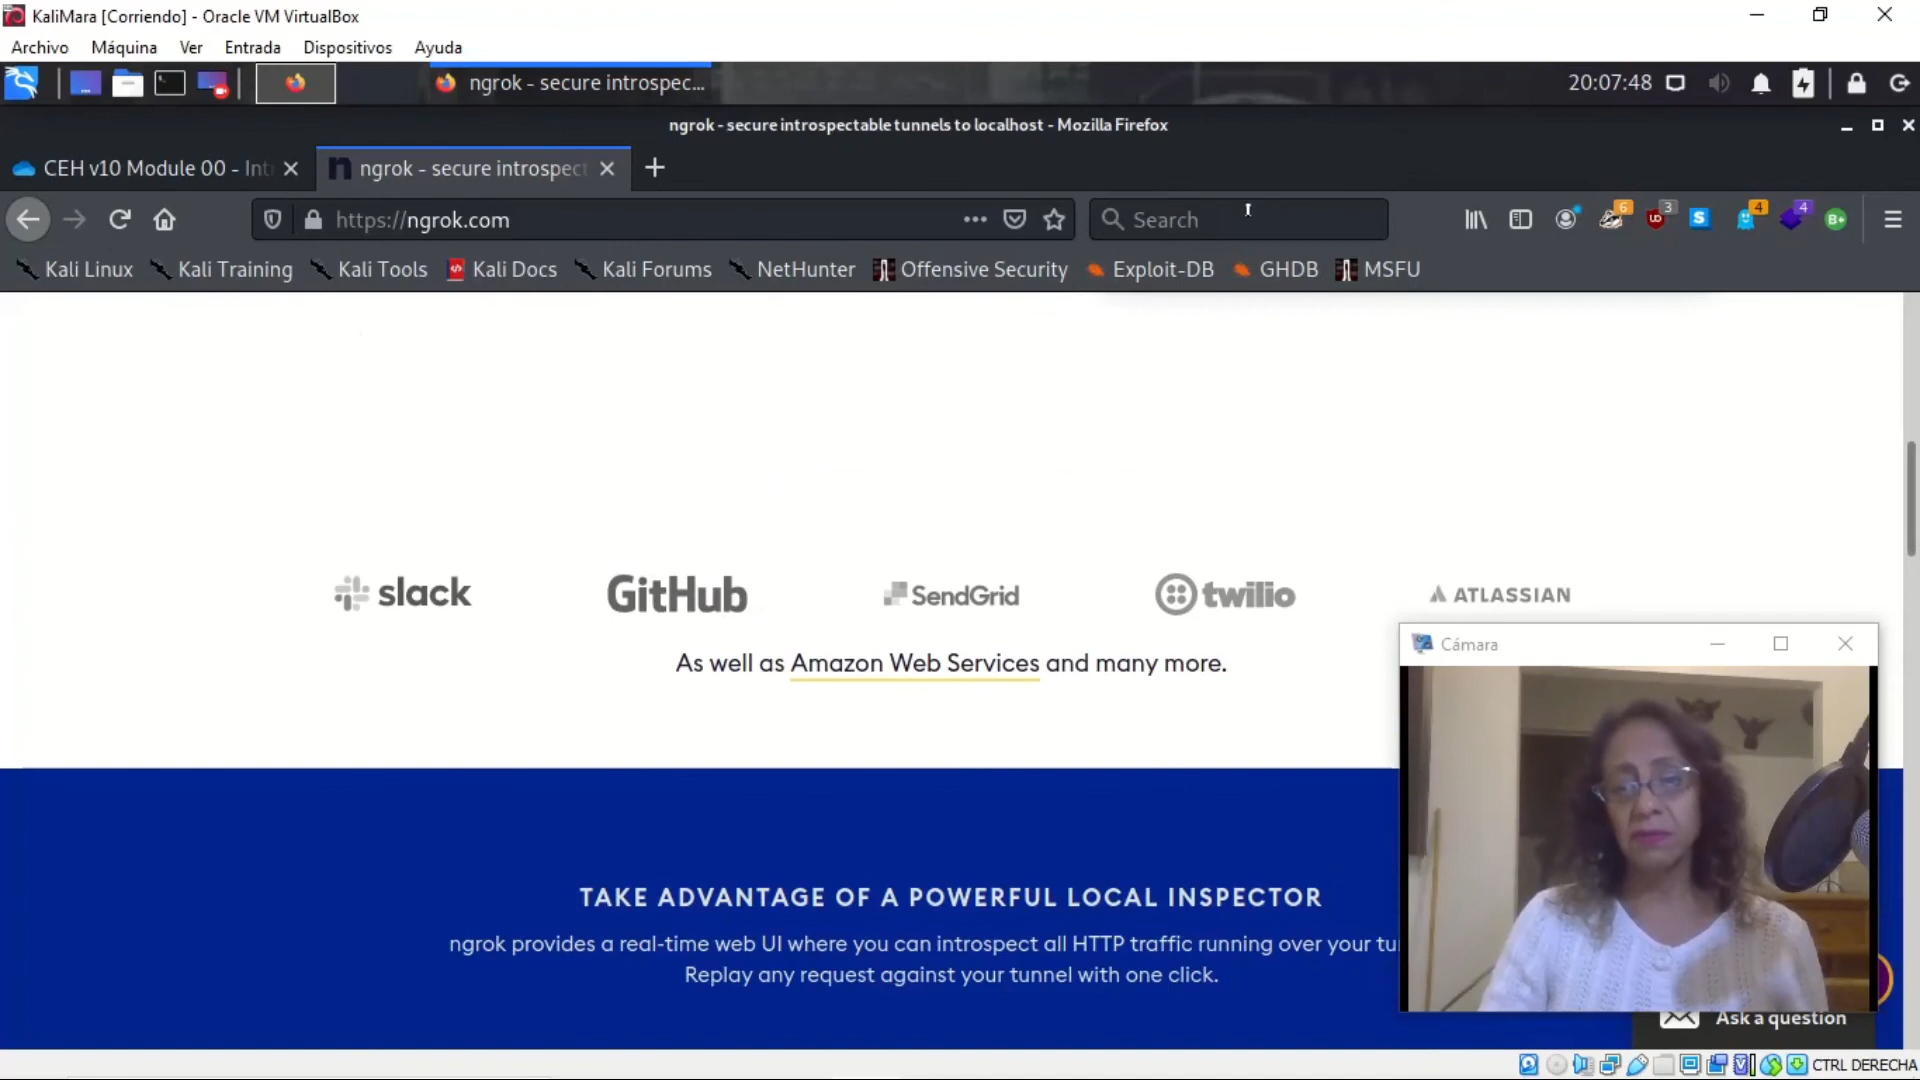 KaliMara [Corriendo] - Oracle VM VirtualBox
Archivo Máquina Ver Entrada Dispositivos Ayuda
ngrok - secure introspec... 20:07:48
ngrok - secure introspectable tunnels to localhost - Mozilla Firefox
CEH v10 Module 00 - Int ngrok - secure introspect
https://ngrok.com Search 6 3 4 4
Kali Linux Kali Training Kali Tools Kali Docs Kali Forums NetHunter Offensive Security Exploit-DB GHDB MSFU
slack GitHub SendGrid twilio ATLASSIAN
As well as Amazon Web Services and many more.
Cámara
TAKE ADVANTAGE OF A POWERFUL LOCAL INSPECTOR
ngrok provides a real-time web UI where you can introspect all HTTP traffic running over your tu
Replay any request against your tunnel with one click.
Ask a question
CTRL DERECHA